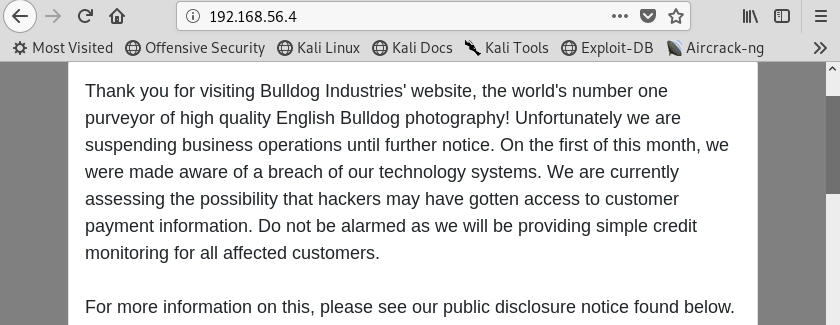 192.168.56.4
Most Visited Offensive Security Kali Linux Kali Docs Kali Tools Exploit-DB Aircrack-ng
Thank you for visiting Bulldog Industries' website, the world's number one
purveyor of high quality English Bulldog photography! Unfortunately we are
suspending business operations until further notice. On the first of this month, we
were made aware of a breach of our technology systems. We are currently
assessing the possibility that hackers may have gotten access to customer
payment information. Do not be alarmed as we will be providing simple credit
monitoring for all affected customers.
For more information on this, please see our public disclosure notice found below.